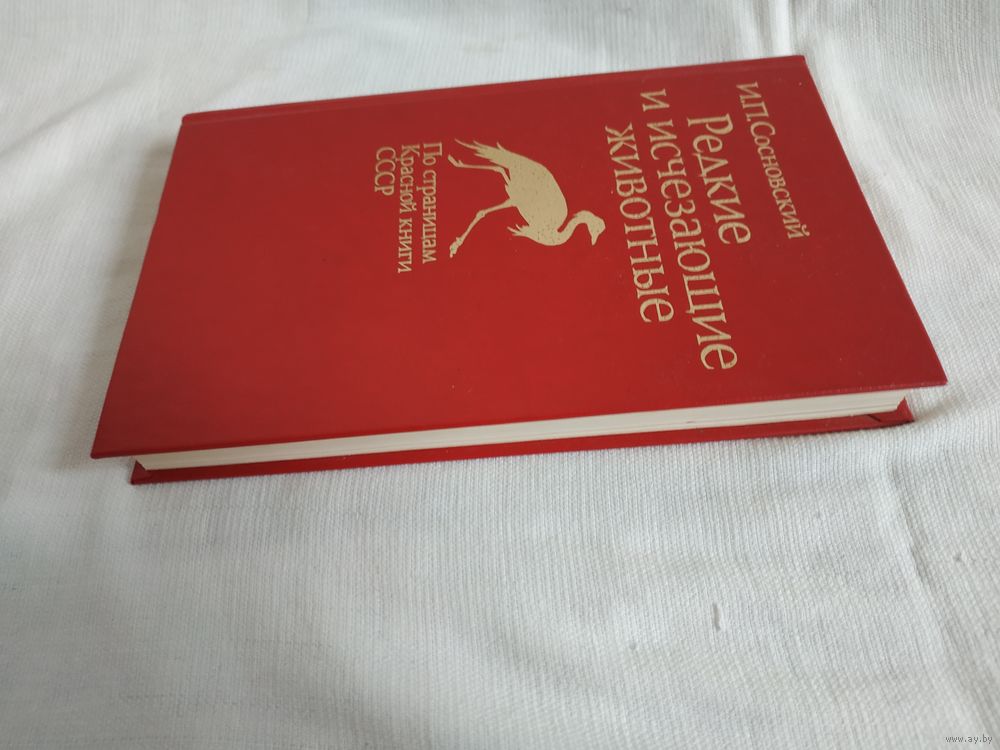 И.П.Сосновский
Редкие
и исчезающие
животные
По страницам
Красной книги
СССР
www.ay.by